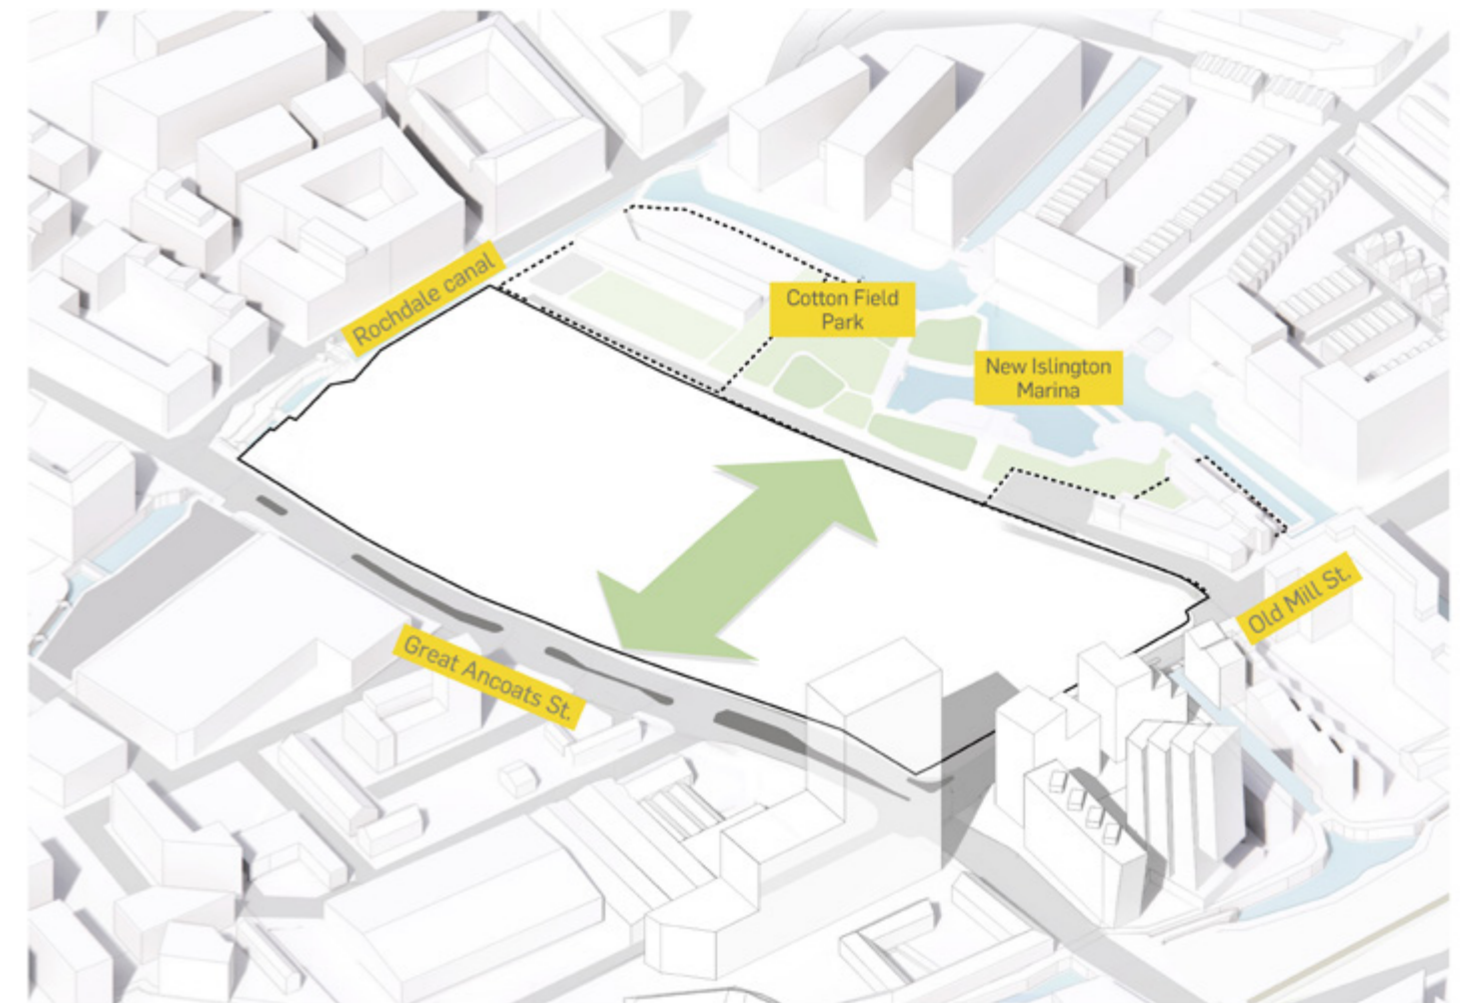 Rochdale canal
Cotton Field
Park
New Islington
Marina
Old Mill St.
Great Ancoats St.